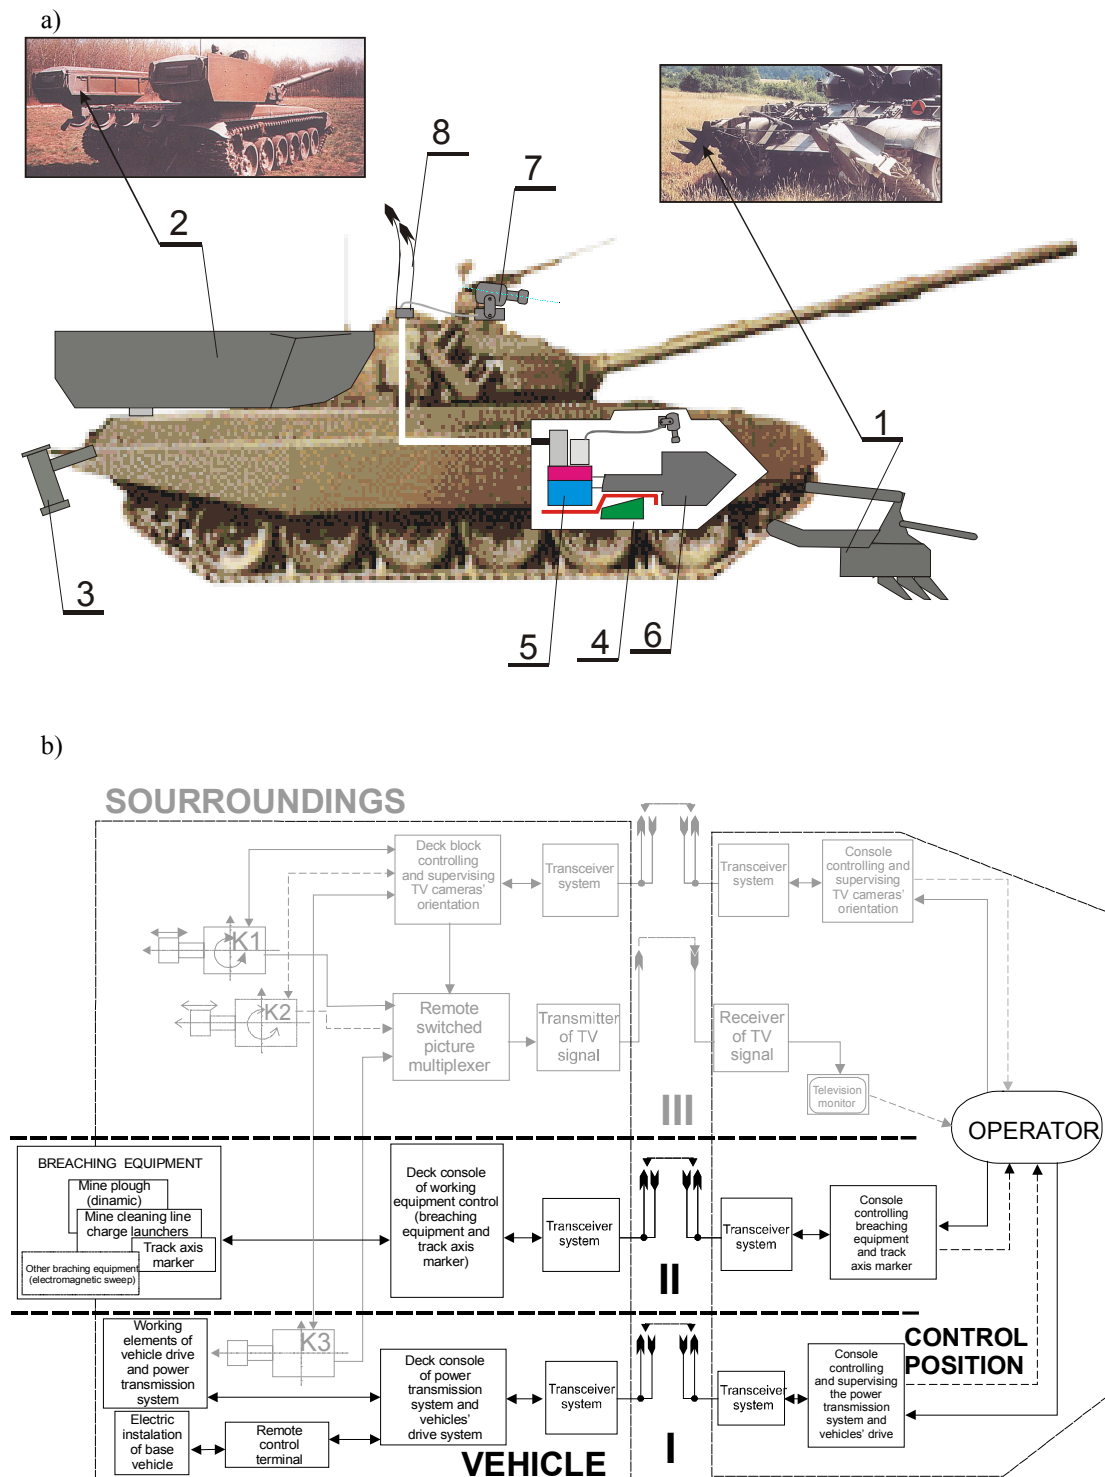 a)
8
7
2
1
3
5
4
6
b)
SOURROUNDINGS
Deck block
controlling
and supervising
TV cameras'
orientation
Transceiver
system
Transceiver
system
Console
controlling and
supervising
TV cameras'
orientation
K1
K2
Remote
switched
picture
multiplexer
Transmitter
of TV
signal
Receiver
of TV
signal
Television
monitor
III
OPERATOR
BREACHING EQUIPMENT
Mine plough
(dinamic)
Mine cleaning line
charge launchers
Track axis
marker
Other braching equipment
(electromagnetic sweep)
Deck console
of working
equipment control
(breaching
equipment and
track axis
marker)
Transceiver
system
Transceiver
system
Console
controlling
breaching
equipment
and track
axis marker
II
Working
elements of
vehicle drive
and power
transmission
system
K3
Deck console
of power
transmission
system and
vehicles'
drive system
Transceiver
system
Transceiver
system
Console
controlling
and supervising
the power
transmission
system and
vehicles' drive
CONTROL
POSITION
Electric
instalation
of base
vehicle
Remote
control
terminal
VEHICLE
I